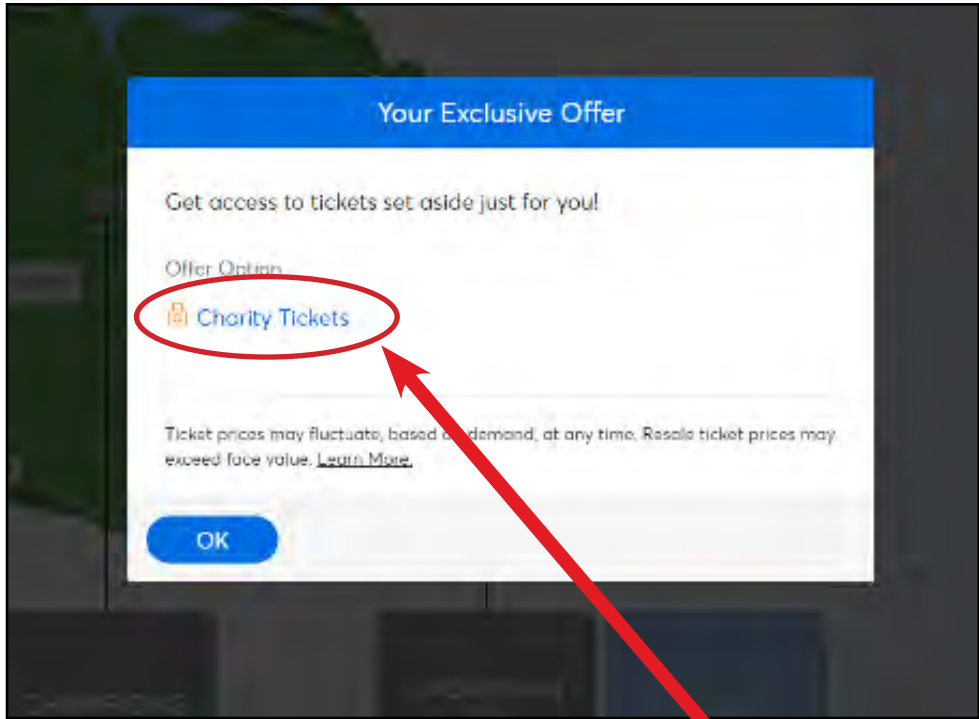 Your Exclusive Offer
Get access to tickets set aside just for you!
Offer Option
Charity Tickets
Ticket prices may fluctuate, based on demand, at any time. Resale ticket prices may
exceed face value. Learn More.
OK